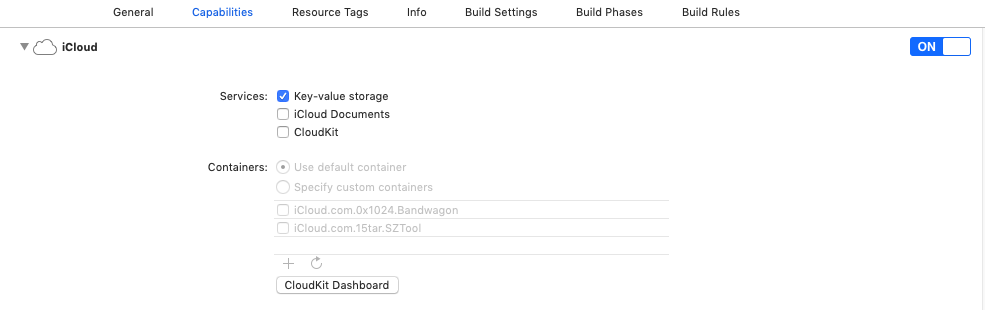 General Capabilities Resource Tags Info Build Settings Build Phases Build Rules
iCloud ON
Services: Key-value storage
iCloud Documents
CloudKit
Containers: Use default container
Specify custom containers
iCloud.com.0x1024.Bandwagon
iCloud.com.15tar.SZTool
CloudKit Dashboard